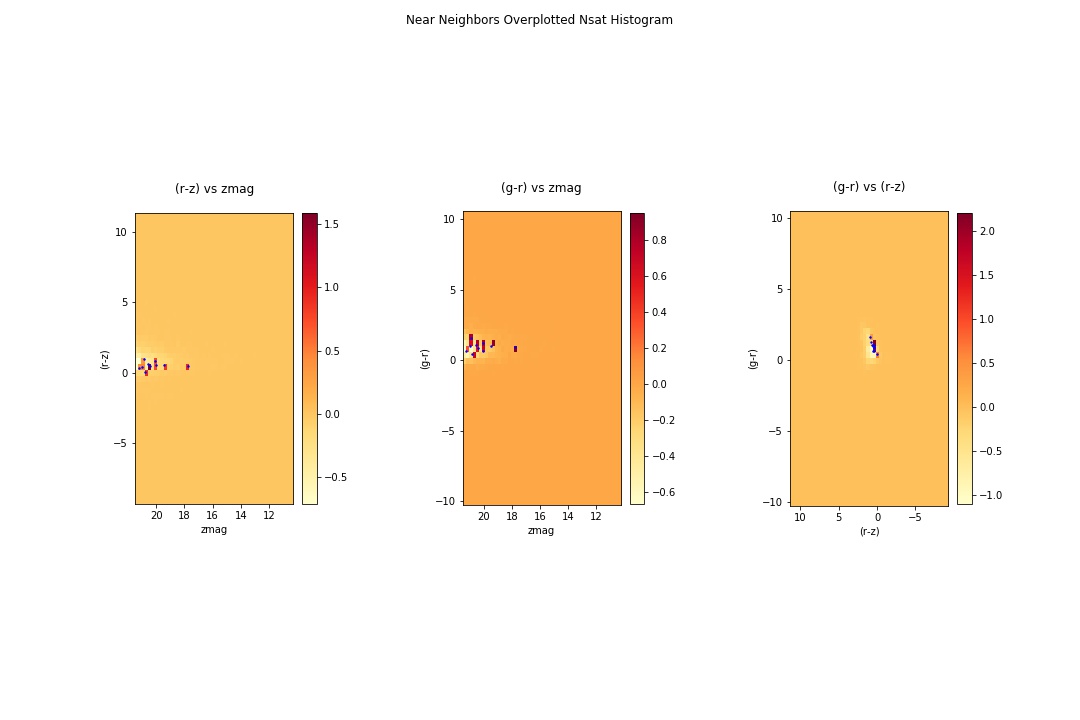 Near Neighbors Overplotted Nsat Histogram
(r-z) vs zmag
(g-r) vs zmag
(g-r) vs (r-z)
10
5
0
−5
(r-z)
20 18 16 14 12
zmag
1.5
1.0
0.5
0.0
−0.5
10
5
0
−5
−10
(g-r)
20 18 16 14 12
zmag
0.8
0.6
0.4
0.2
0.0
−0.2
−0.4
−0.6
10
5
0
−5
−10
(g-r)
10 5 0 −5
(r-z)
2.0
1.5
1.0
0.5
0.0
−0.5
−1.0